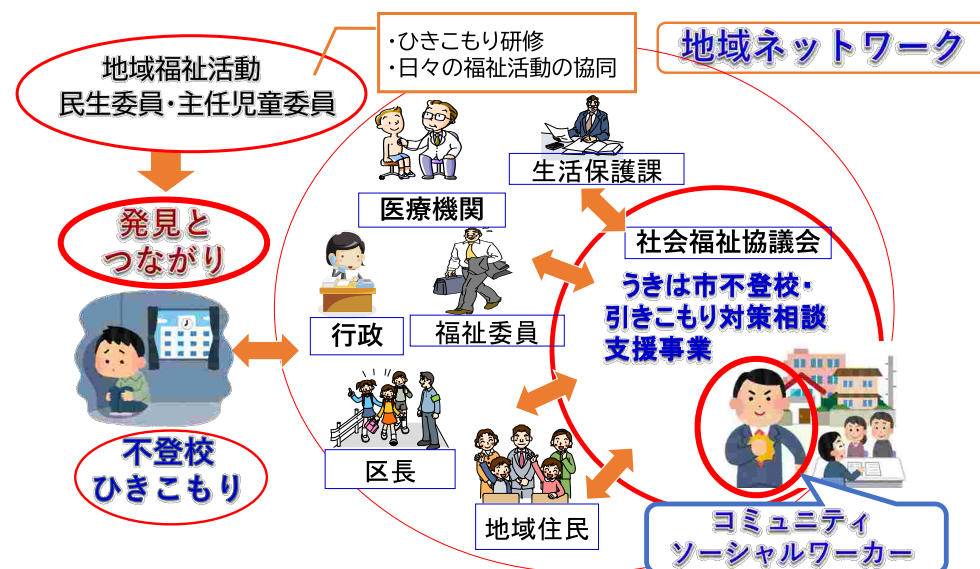 ・ひきこもり研修
・日々の福祉活動の協同
地域ネットワーク
地域福祉活動
民生委員・主任児童委員
発見と
つながり
不登校
ひきこもり
医療機関
生活保護課
行政
福祉委員
区長
地域住民
社会福祉協議会
うきは市不登校・
引きこもり対策相談
支援事業
コミュニティ
ソーシャルワーカー